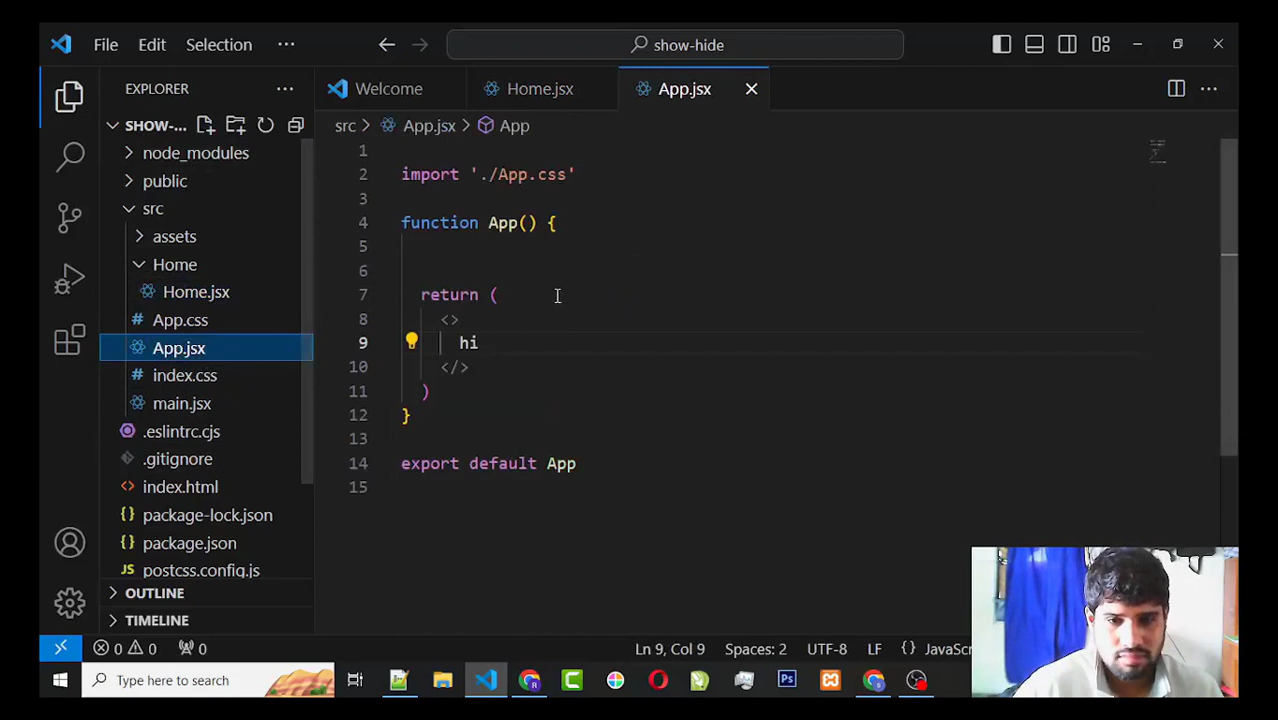 File Edit Selection ··· show-hide
EXPLORER ···
Welcome Home.jsx App.jsx
SHOW-...
src > App.jsx > App
node_modules
public
src
assets
Home
Home.jsx
App.css
App.jsx
index.css
main.jsx
.eslintrc.cjs
.gitignore
index.html
package-lock.json
package.json
postcss.config.js
OUTLINE
TIMELINE
1
2 import './App.css'
3
4 function App() {
5
6
7 return (
8 <>
9 hi
10 </>
11 )
12 }
13
14 export default App
15
0 0 0 Ln 9, Col 9 Spaces: 2 UTF-8 LF {} JavaSc
Type here to search Ps